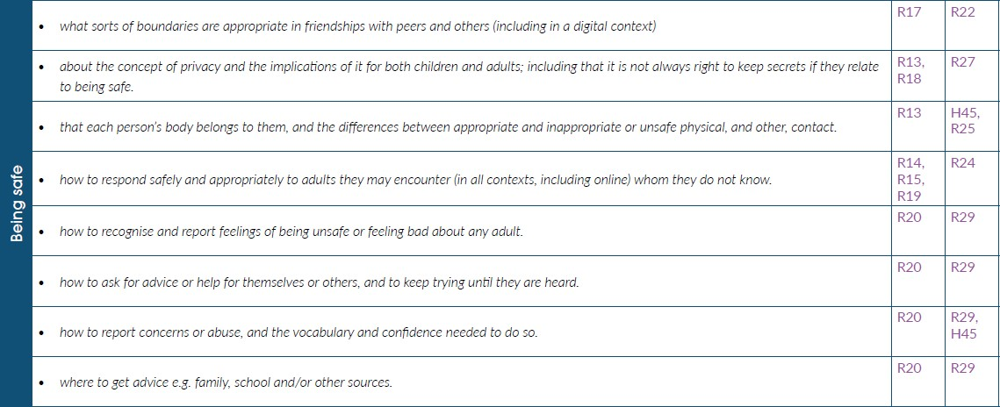 Being safe
• what sorts of boundaries are appropriate in friendships with peers and others (including in a digital context)
R17
R22
• about the concept of privacy and the implications of it for both children and adults; including that it is not always right to keep secrets if they relate
to being safe.
R13,
R18
R27
• that each person's body belongs to them, and the differences between appropriate and inappropriate or unsafe physical, and other, contact.
R13
H45,
R25
• how to respond safely and appropriately to adults they may encounter (in all contexts, including online) whom they do not know.
R14,
R15,
R19
R24
• how to recognise and report feelings of being unsafe or feeling bad about any adult.
R20
R29
• how to ask for advice or help for themselves or others, and to keep trying until they are heard.
R20
R29
• how to report concerns or abuse, and the vocabulary and confidence needed to do so.
R20
R29,
H45
• where to get advice e.g. family, school and/or other sources.
R20
R29